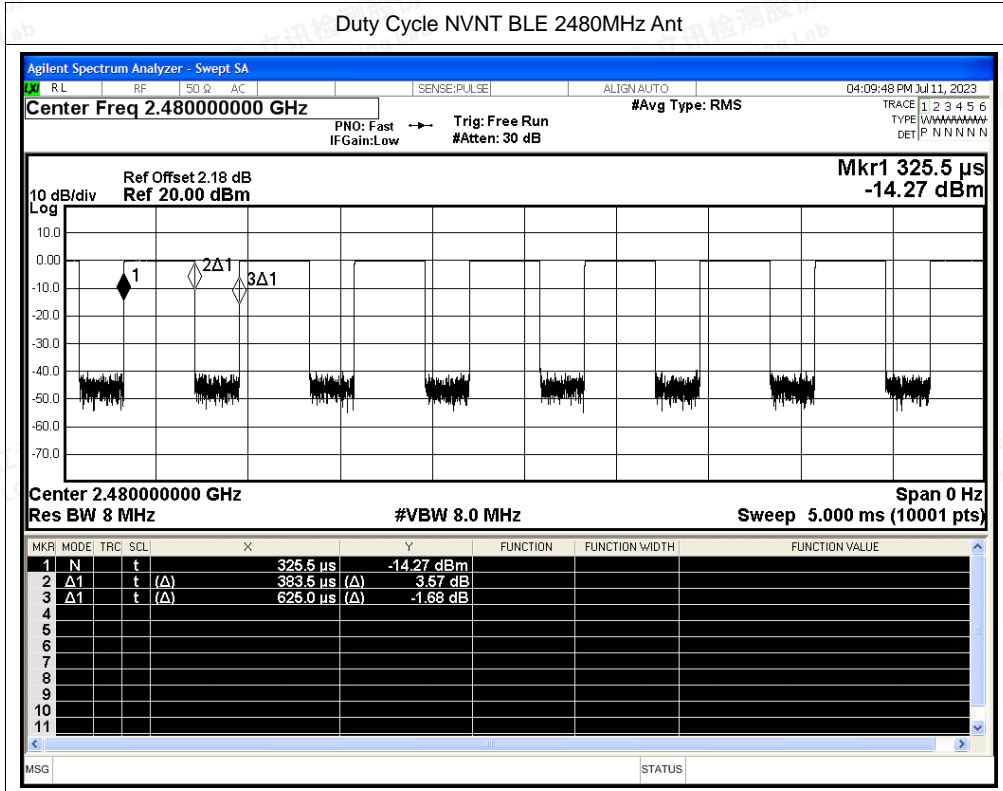 Duty Cycle NVNT BLE 2480MHz Ant
Agilent Spectrum Analyzer - Swept SA
LXI RL RF 50 Ω AC SENSE:PULSE ALIGN AUTO 04:09:48 PM Jul 11, 2023
Center Freq 2.480000000 GHz #Avg Type: RMS TRACE 1 2 3 4 5 6
PNO: Fast Trig: Free Run TYPE WWWWWW
IFGain:Low #Atten: 30 dB DET P N N N N N
Mkr1 325.5 µs
Ref Offset 2.18 dB
10 dB/div Ref 20.00 dBm -14.27 dBm
Log
10.0
0.00
1 2Δ1 3Δ1
-10.0
-20.0
-30.0
-40.0
-50.0
-60.0
-70.0
Center 2.480000000 GHz Span 0 Hz
Res BW 8 MHz #VBW 8.0 MHz Sweep 5.000 ms (10001 pts)
MKR MODE TRC SCL X Y FUNCTION FUNCTION WIDTH FUNCTION VALUE
1 N t 325.5 µs -14.27 dBm
2 Δ1 t (Δ) 383.5 µs (Δ) 3.57 dB
3 Δ1 t (Δ) 625.0 µs (Δ) -1.68 dB
4
5
6
7
8
9
10
11
MSG STATUS